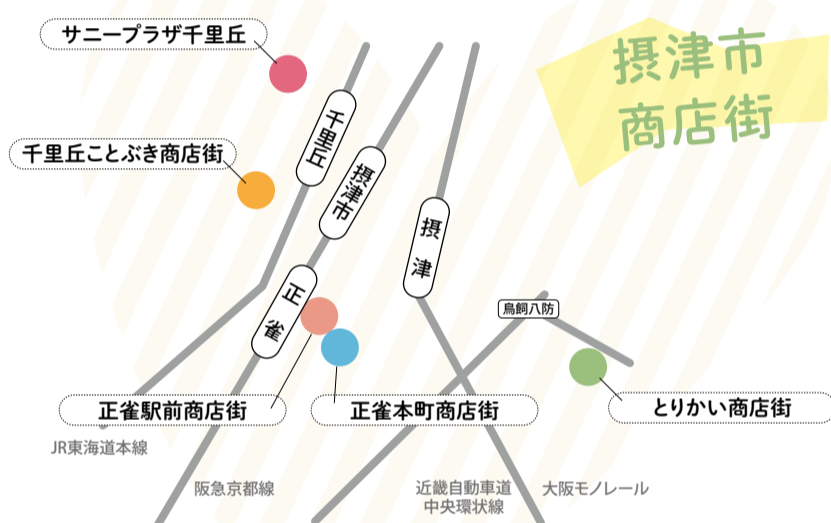 サニープラザ千里丘
摂津市
商店街
千里丘
千里丘ことぶき商店街
摂津市
摂津
正雀
鳥飼八防
正雀駅前商店街
正雀本町商店街
とりかい商店街
JR東海道本線
阪急京都線
近畿自動車道
中央環状線
大阪モノレール